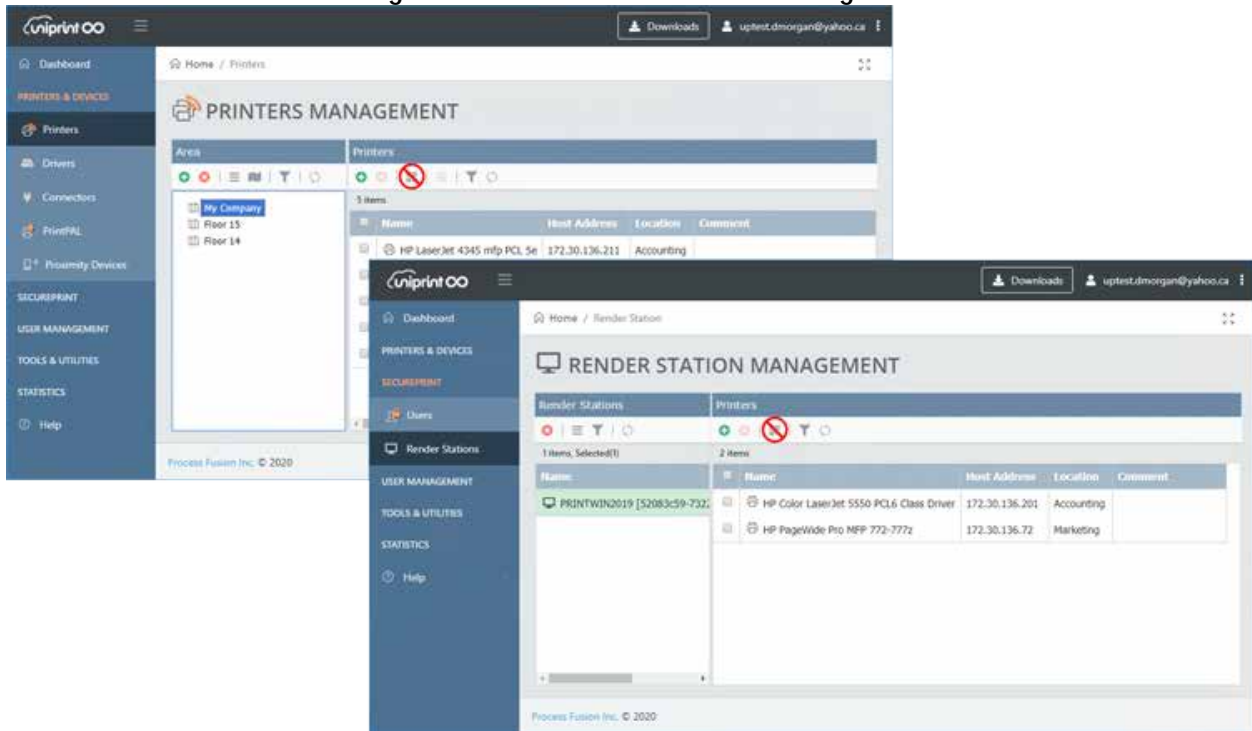 uniprint
Downloads
uptest.dmorgan@yahoo.ca
Dashboard
Home / Printers
PRINTERS & DEVICES
PRINTERS MANAGEMENT
Printers
Area
Printers
Drivers
Connectors
My Company
5 items
Floor 15
Name
Host Address
Location
Comment
PrintPAL
Floor 14
HP LaserJet 4345 mfp PCL 5e
172.30.136.211
Accounting
Proximity Devices
SECUREPRINT
USER MANAGEMENT
TOOLS & UTILITIES
STATISTICS
Help
Process Fusion Inc. © 2020
uniprint
Downloads
uptest.dmorgan@yahoo.ca
Dashboard
Home / Render Station
PRINTERS & DEVICES
RENDER STATION MANAGEMENT
SECUREPRINT
Users
Render Stations
Printers
Render Stations
1 items, Selected(1)
2 items
USER MANAGEMENT
Name
Name
Host Address
Location
Comment
TOOLS & UTILITIES
PRINTWIN2019 [52083c59-732
HP Color LaserJet 5550 PCL6 Class Driver
172.30.136.201
Accounting
HP PageWide Pro MFP 772-777z
172.30.136.72
Marketing
STATISTICS
Help
Process Fusion Inc. © 2020